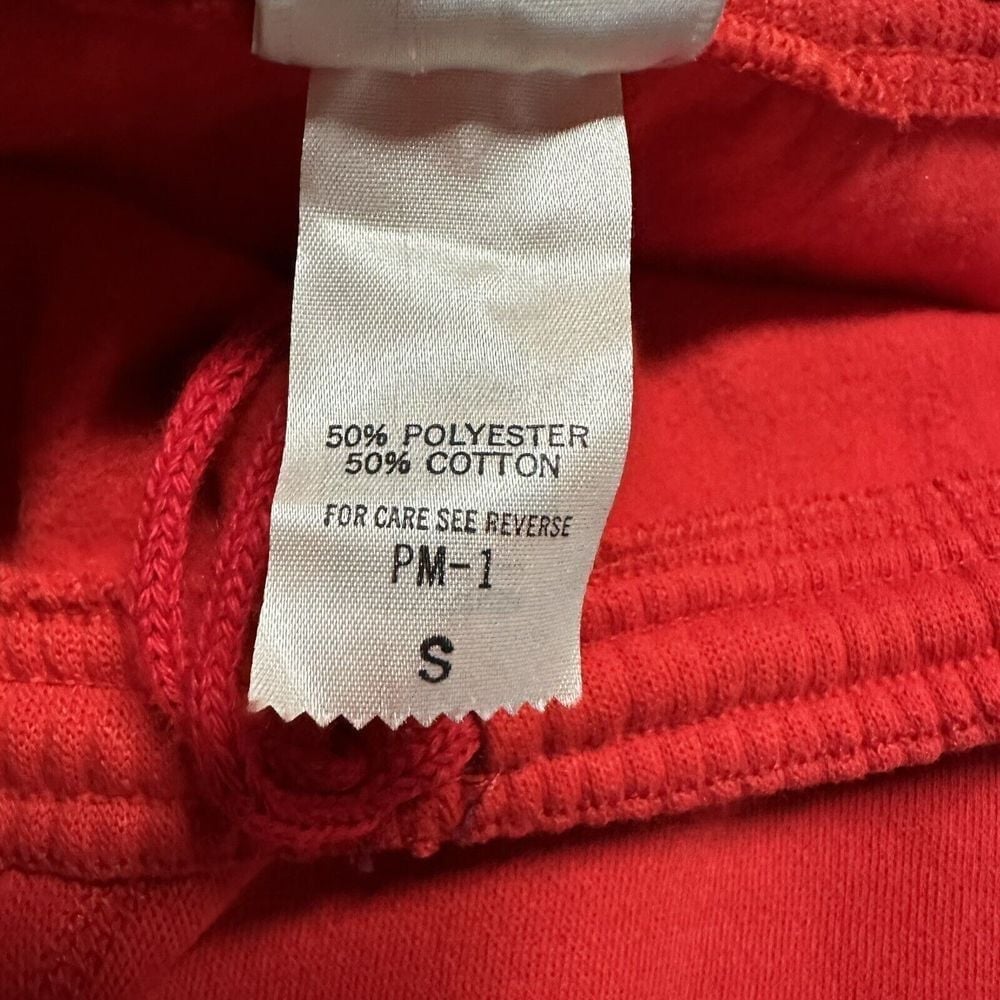 50% POLYESTER
50% COTTON
FOR CARE SEE REVERSE
PM-1
S